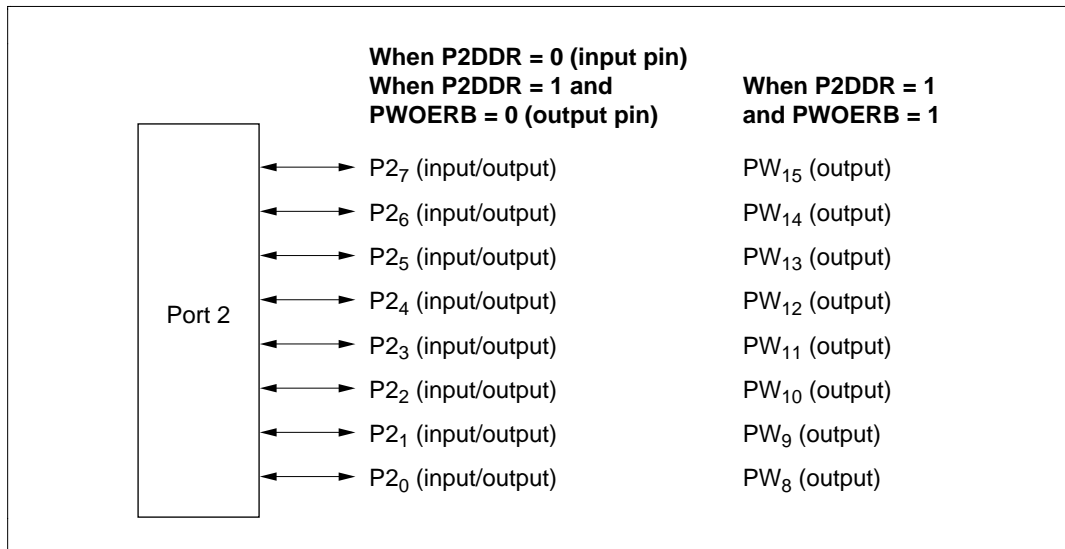 When P2DDR = 0 (input pin)
When P2DDR = 1 and
PWOERB = 0 (output pin)
When P2DDR = 1
and PWOERB = 1
Port 2
P2₇ (input/output) PW₁₅ (output)
P2₆ (input/output) PW₁₄ (output)
P2₅ (input/output) PW₁₃ (output)
P2₄ (input/output) PW₁₂ (output)
P2₃ (input/output) PW₁₁ (output)
P2₂ (input/output) PW₁₀ (output)
P2₁ (input/output) PW₉ (output)
P2₀ (input/output) PW₈ (output)